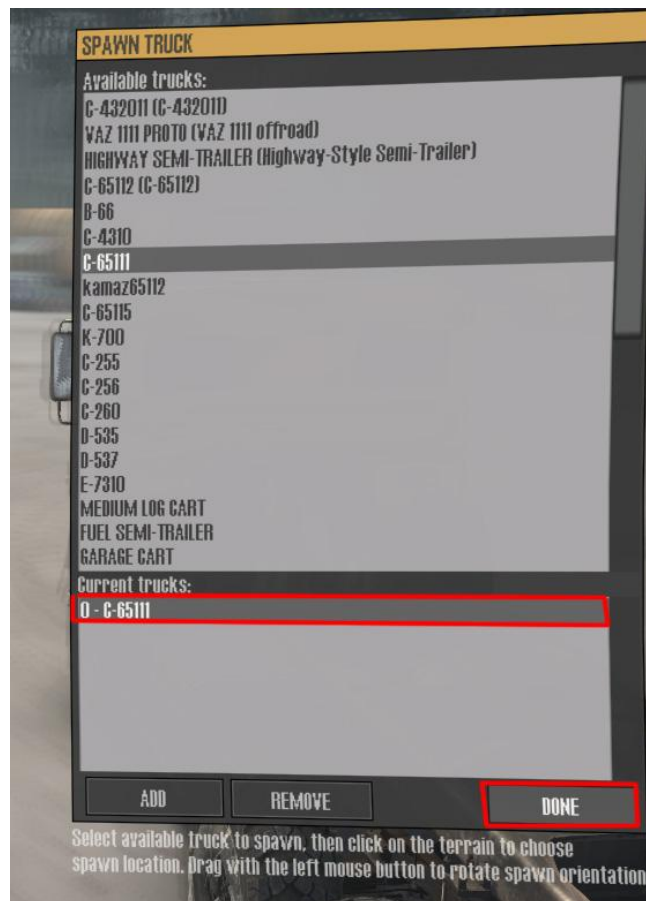 SPAWN TRUCK
Available trucks:
C-432011 (C-432011)
VAZ 1111 PROTO (VAZ 1111 offroad)
HIGHWAY SEMI-TRAILER (Highway-Style Semi-Trailer)
C-65112 (C-65112)
B-66
C-4310
C-65111
kamaz65112
C-65115
K-700
C-255
C-256
C-260
D-535
D-537
E-7310
MEDIUM LOG CART
FUEL SEMI-TRAILER
GARAGE CART
Current trucks:
0 - C-65111
ADD REMOVE DONE
Select available truck to spawn, then click on the terrain to choose
spawn location. Drag with the left mouse button to rotate spawn orientation